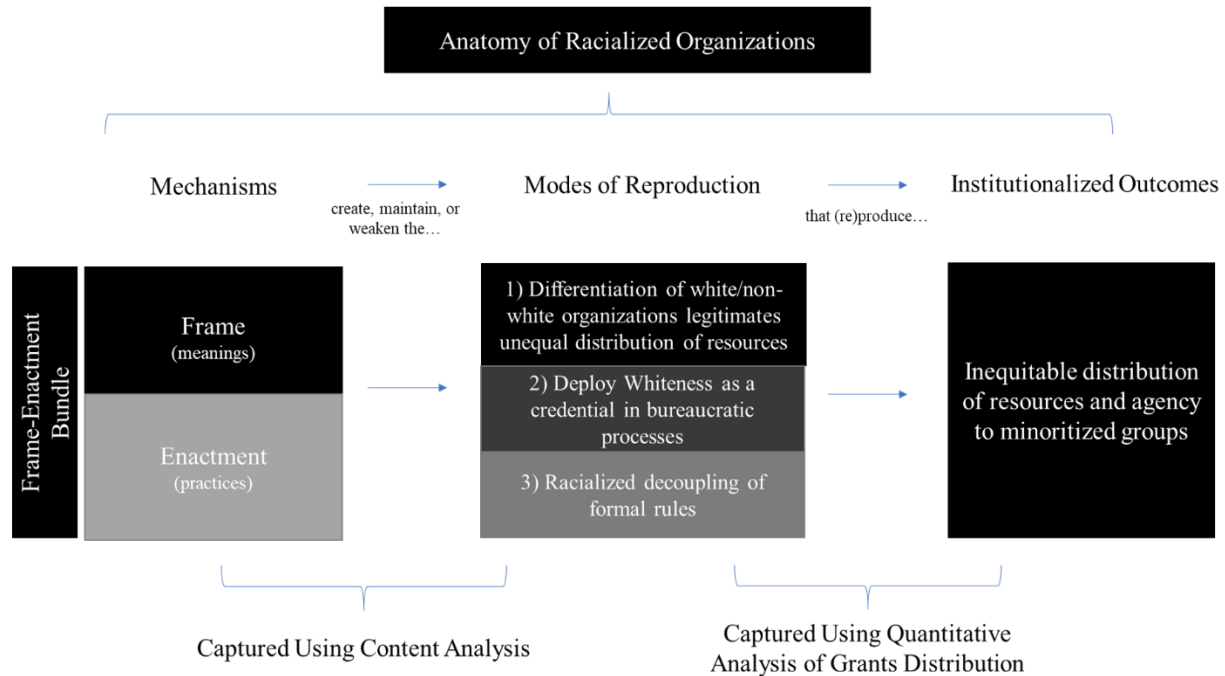 Anatomy of Racialized Organizations
Mechanisms
create, maintain, or
weaken the…
Modes of Reproduction
that (re)produce…
Institutionalized Outcomes
Frame-Enactment
Bundle
Frame
(meanings)
Enactment
(practices)
1) Differentiation of white/non-
white organizations legitimates
unequal distribution of resources
2) Deploy Whiteness as a
credential in bureaucratic
processes
3) Racialized decoupling of
formal rules
Inequitable distribution
of resources and agency
to minoritized groups
Captured Using Content Analysis
Captured Using Quantitative
Analysis of Grants Distribution